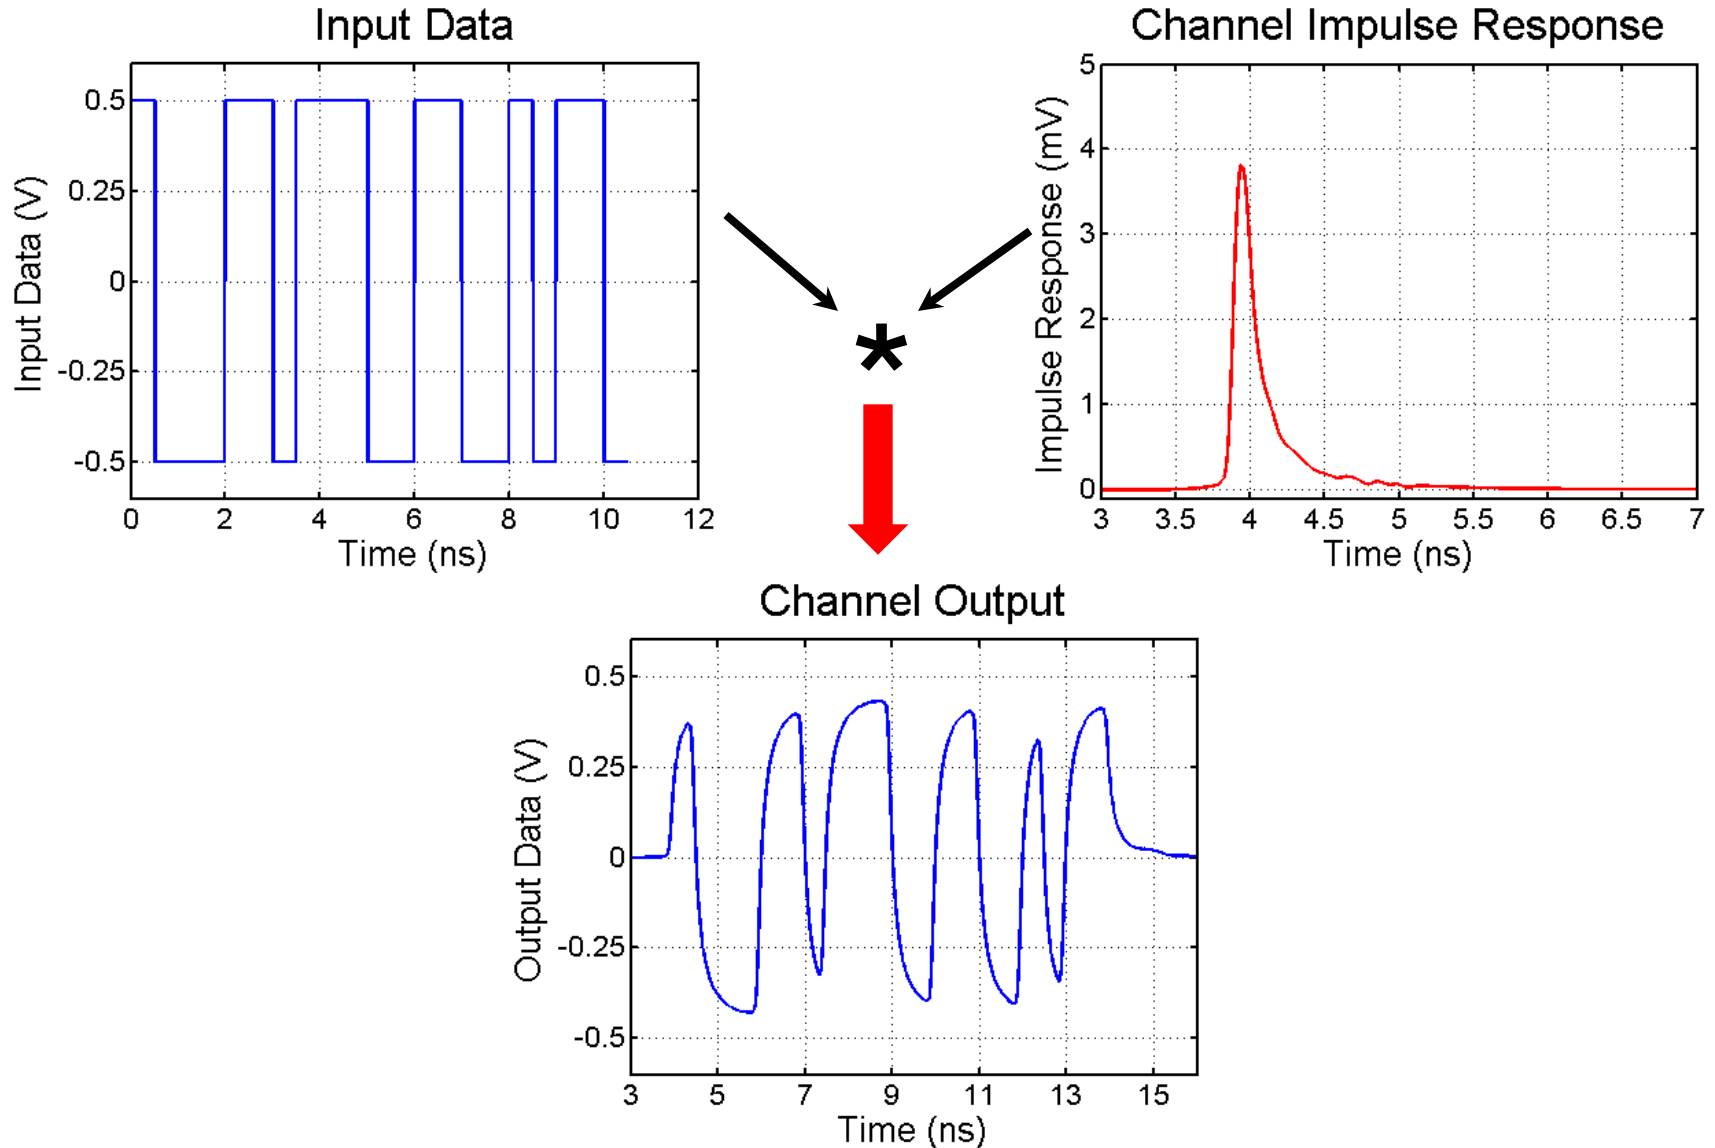 Input Data
Input Data (V)
0.5
0.25
0
-0.25
-0.5
0 2 4 6 8 10 12
Time (ns)
Channel Impulse Response
Impulse Response (mV)
5
4
3
2
1
0
3 3.5 4 4.5 5 5.5 6 6.5 7
Time (ns)
*
Channel Output
Output Data (V)
0.5
0.25
0
-0.25
-0.5
3 5 7 9 11 13 15
Time (ns)